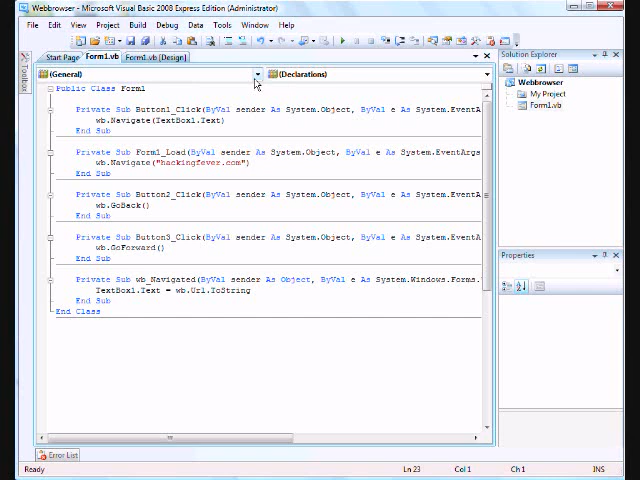 Webbrowser - Microsoft Visual Basic 2008 Express Edition (Administrator)
File Edit View Project Build Debug Data Tools Window Help
Start Page Form1.vb Form1.vb [Design]
(General) (Declarations)
Toolbox
Public Class Form1
Private Sub Button1_Click(ByVal sender As System.Object, ByVal e As System.EventA
wb.Navigate(TextBox1.Text)
End Sub
Private Sub Form1_Load(ByVal sender As System.Object, ByVal e As System.EventArgs
wb.Navigate("hackingfever.com")
End Sub
Private Sub Button2_Click(ByVal sender As System.Object, ByVal e As System.EventA
wb.GoBack()
End Sub
Private Sub Button3_Click(ByVal sender As System.Object, ByVal e As System.EventA
wb.GoForward()
End Sub
Private Sub wb_Navigated(ByVal sender As Object, ByVal e As System.Windows.Forms.
TextBox1.Text = wb.Url.ToString
End Sub
End Class
Solution Explorer
Webbrowser
My Project
Form1.vb
Properties
Error List
Ready Ln 23 Col 1 Ch 1